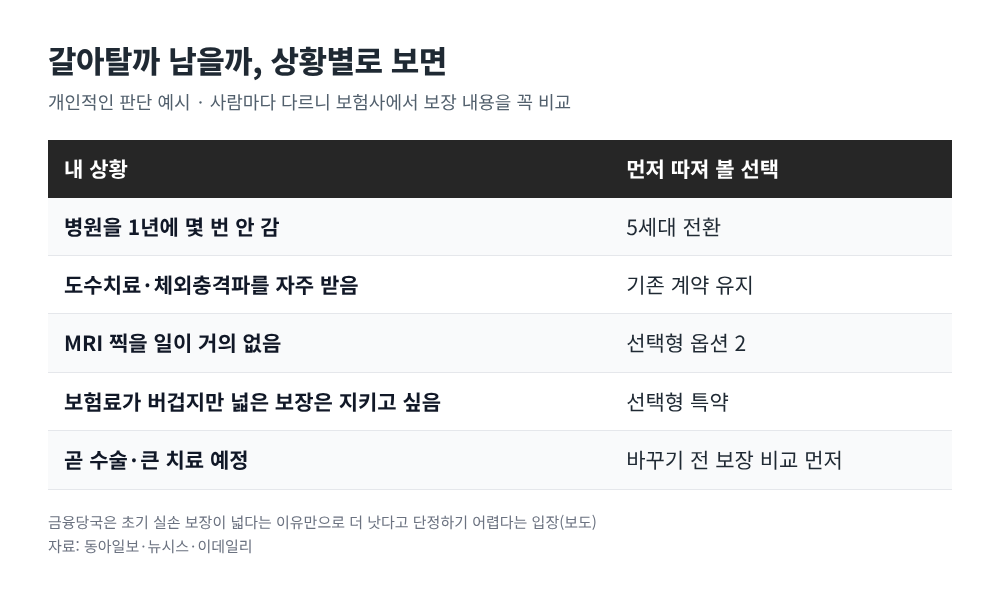 갈아탈까 남을까, 상황별로 보면
개인적인 판단 예시 · 사람마다 다르니 보험사에서 보장 내용을 꼭 비교
내 상황 먼저 따져 볼 선택
병원을 1년에 몇 번 안 감 5세대 전환
도수치료·체외충격파를 자주 받음 기존 계약 유지
MRI 찍을 일이 거의 없음 선택형 옵션 2
보험료가 버겁지만 넓은 보장은 지키고 싶음 선택형 특약
곧 수술·큰 치료 예정 바꾸기 전 보장 비교 먼저
금융당국은 초기 실손 보장이 넓다는 이유만으로 더 낫다고 단정하기 어렵다는 입장(보도)
자료: 동아일보·뉴시스·이데일리